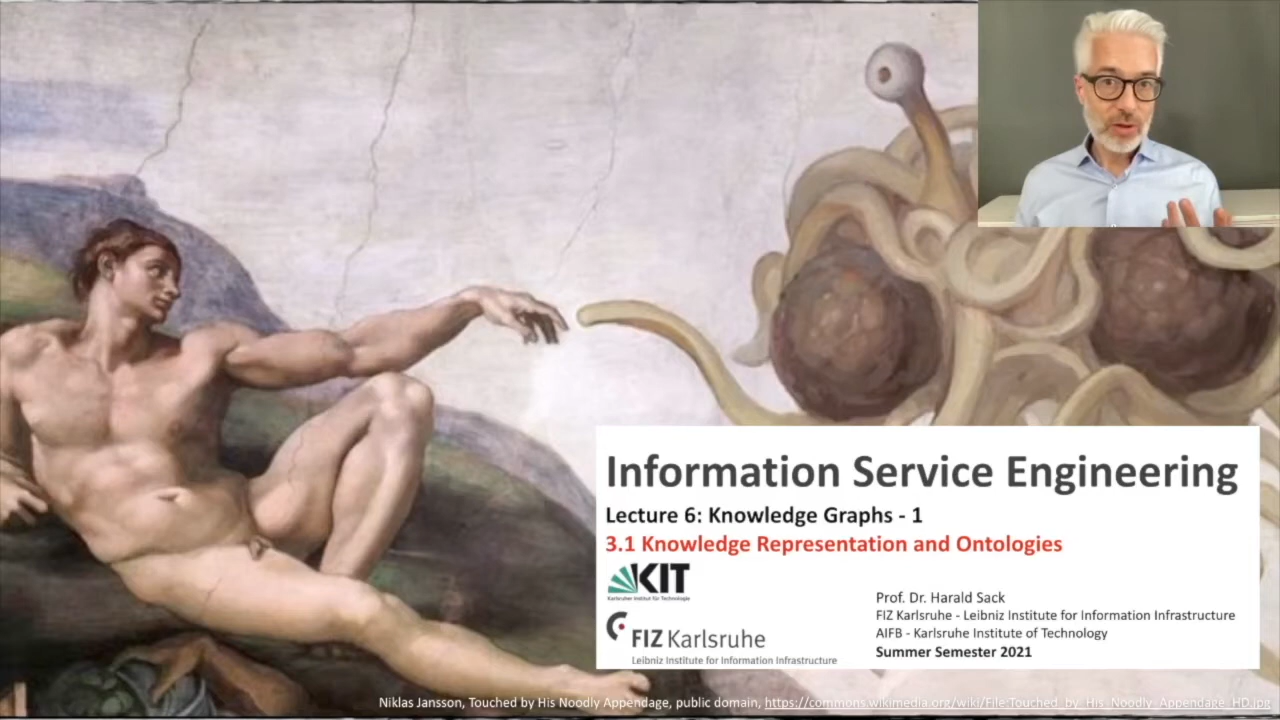 Information Service Engineering
Lecture 6: Knowledge Graphs - 1
3.1 Knowledge Representation and Ontologies
KIT
Karlsruher Institut für Technologie
FIZ Karlsruhe
Leibniz Institute for Information Infrastructure
Prof. Dr. Harald Sack
FIZ Karlsruhe - Leibniz Institute for Information Infrastructure
AIFB - Karlsruhe Institute of Technology
Summer Semester 2021
Niklas Jansson, Touched by His Noodly Appendage, public domain, https://commons.wikimedia.org/wiki/File:Touched_by_His_Noodly_Appendage_HD.jpg